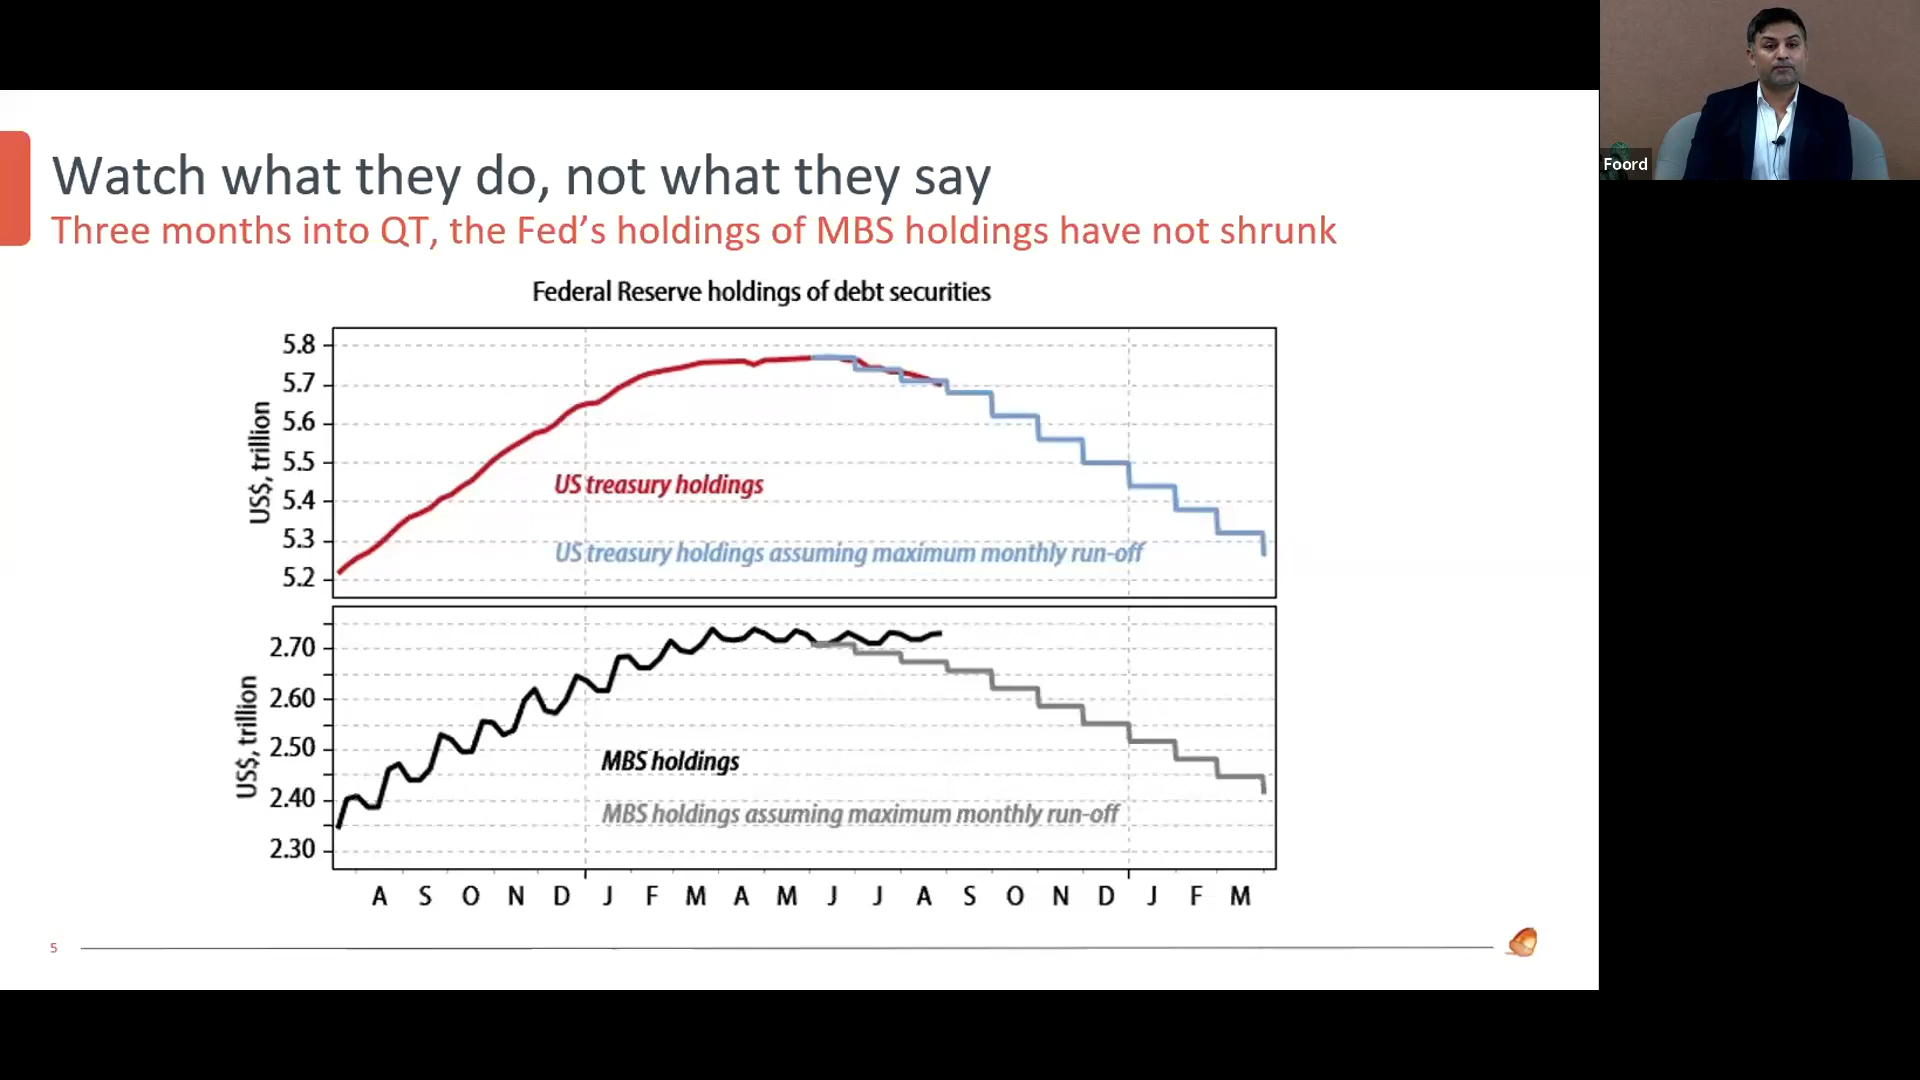 Foord
Watch what they do, not what they say
Three months into QT, the Fed's holdings of MBS holdings have not shrunk
Federal Reserve holdings of debt securities
US$, trillion
5.8
5.7
5.6
5.5
5.4
5.3
5.2
US treasury holdings
US treasury holdings assuming maximum monthly run-off
US$, trillion
2.70
2.60
2.50
2.40
2.30
MBS holdings
MBS holdings assuming maximum monthly run-off
A S O N D J F M A M J J A S O N D J F M
5